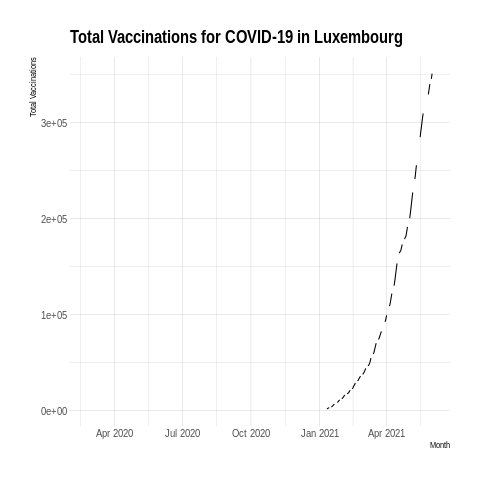 Total Vaccinations for COVID-19 in Luxembourg
Total Vaccinations
3e+05
2e+05
1e+05
0e+00
Apr 2020 Jul 2020 Oct 2020 Jan 2021 Apr 2021
Month